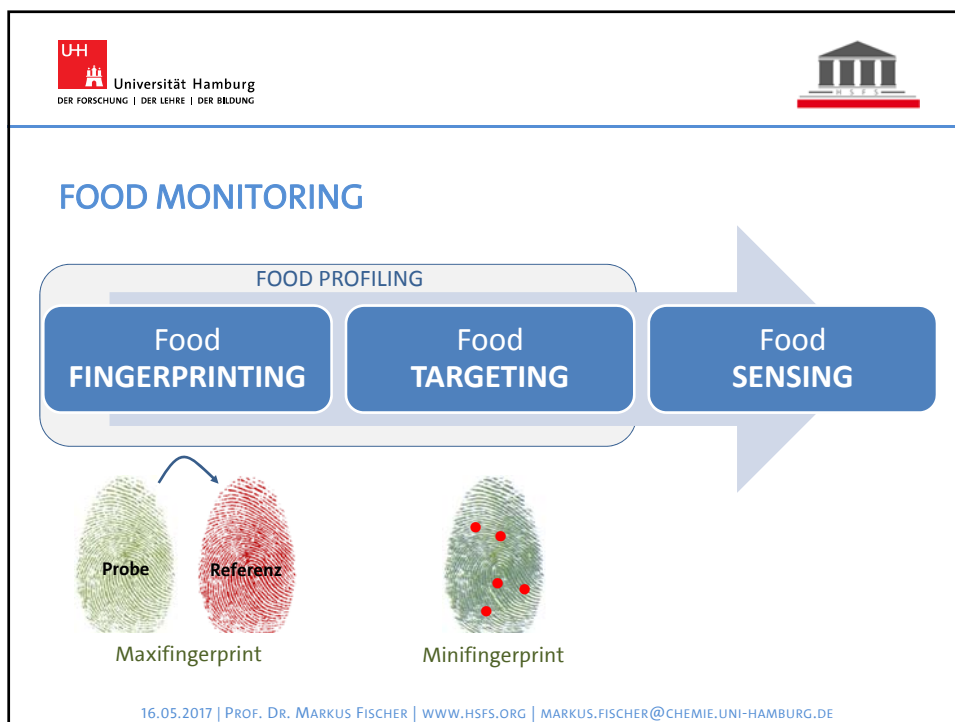 UH
Universität Hamburg
DER FORSCHUNG | DER LEHRE | DER BILDUNG
HSFS
FOOD MONITORING
FOOD PROFILING
Food
FINGERPRINTING
Food
TARGETING
Food
SENSING
Probe
Referenz
Maxifingerprint
Minifingerprint
16.05.2017 | PROF. DR. MARKUS FISCHER | WWW.HSFS.ORG | MARKUS.FISCHER@CHEMIE.UNI-HAMBURG.DE